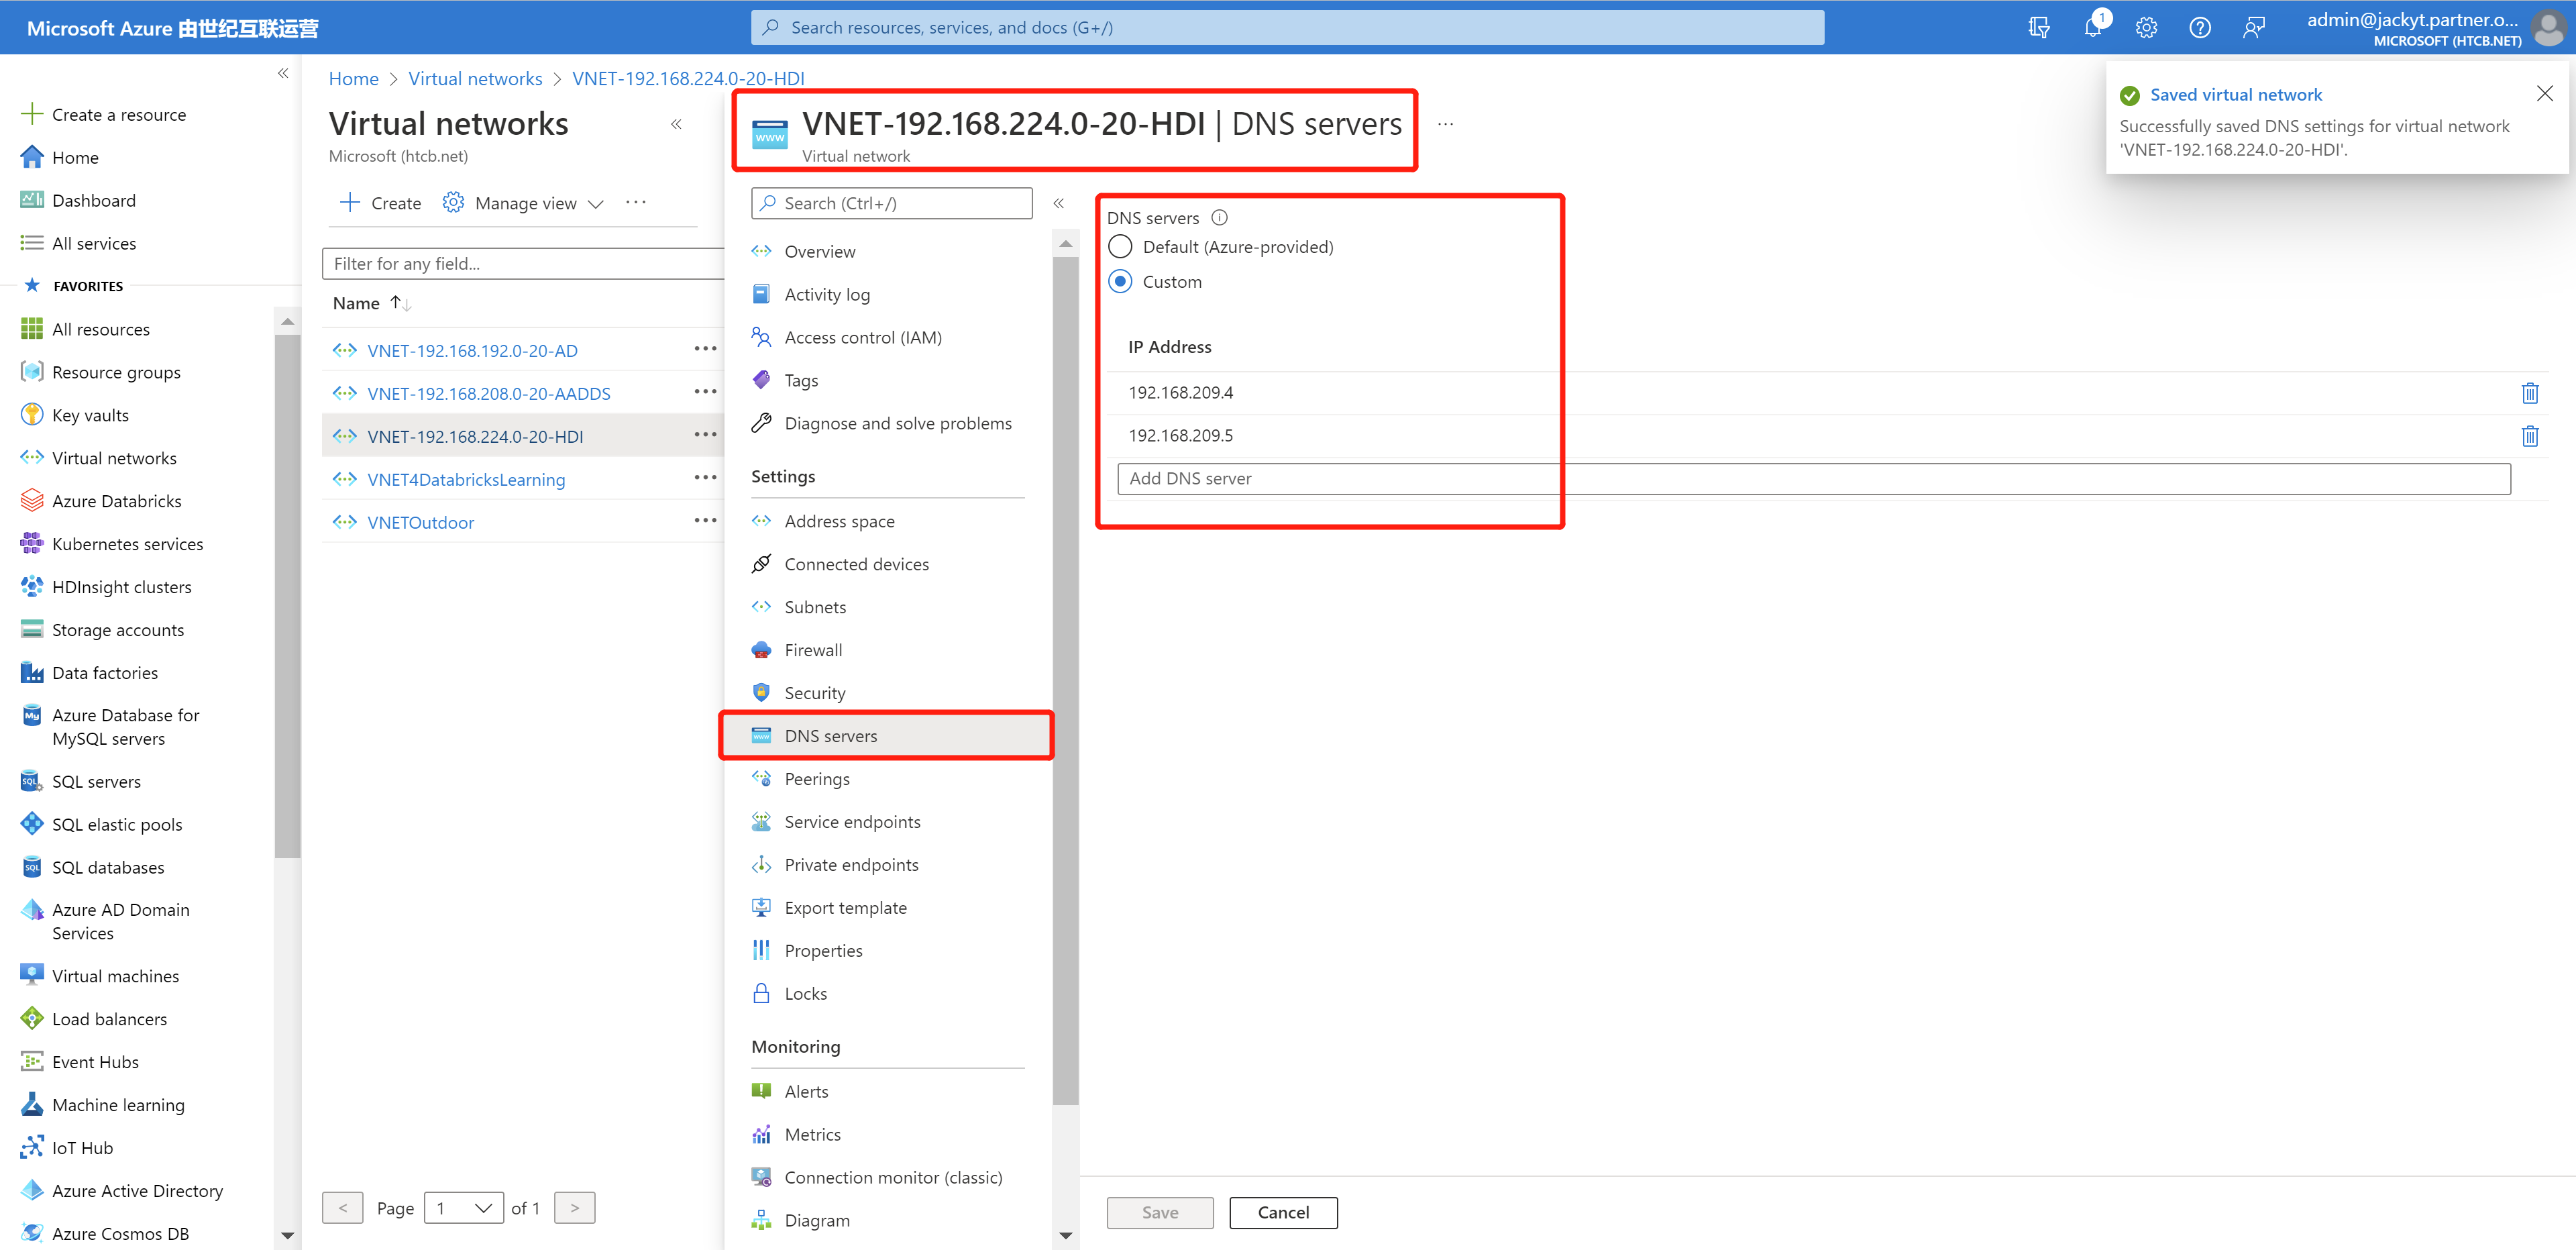 Microsoft Azure 由世纪互联运营
Search resources, services, and docs (G+/)
1
admin@jackyt.partner.o...
MICROSOFT (HTCB.NET)
Create a resource
Home
Dashboard
All services
FAVORITES
All resources
Resource groups
Key vaults
Virtual networks
Azure Databricks
Kubernetes services
HDInsight clusters
Storage accounts
Data factories
Azure Database for
MySQL servers
SQL servers
SQL elastic pools
SQL databases
Azure AD Domain
Services
Virtual machines
Load balancers
Event Hubs
Machine learning
IoT Hub
Azure Active Directory
Azure Cosmos DB
Home > Virtual networks > VNET-192.168.224.0-20-HDI
Virtual networks
Microsoft (htcb.net)
Create
Manage view
Filter for any field...
Name
VNET-192.168.192.0-20-AD
VNET-192.168.208.0-20-AADDS
VNET-192.168.224.0-20-HDI
VNET4DatabricksLearning
VNETOutdoor
< Page 1 of 1 >
VNET-192.168.224.0-20-HDI | DNS servers
Virtual network
Search (Ctrl+/)
Overview
Activity log
Access control (IAM)
Tags
Diagnose and solve problems
Settings
Address space
Connected devices
Subnets
Firewall
Security
DNS servers
Peerings
Service endpoints
Private endpoints
Export template
Properties
Locks
Monitoring
Alerts
Metrics
Connection monitor (classic)
Diagram
DNS servers
Default (Azure-provided)
Custom
IP Address
192.168.209.4
192.168.209.5
Add DNS server
Save
Cancel
Saved virtual network
Successfully saved DNS settings for virtual network
'VNET-192.168.224.0-20-HDI'.